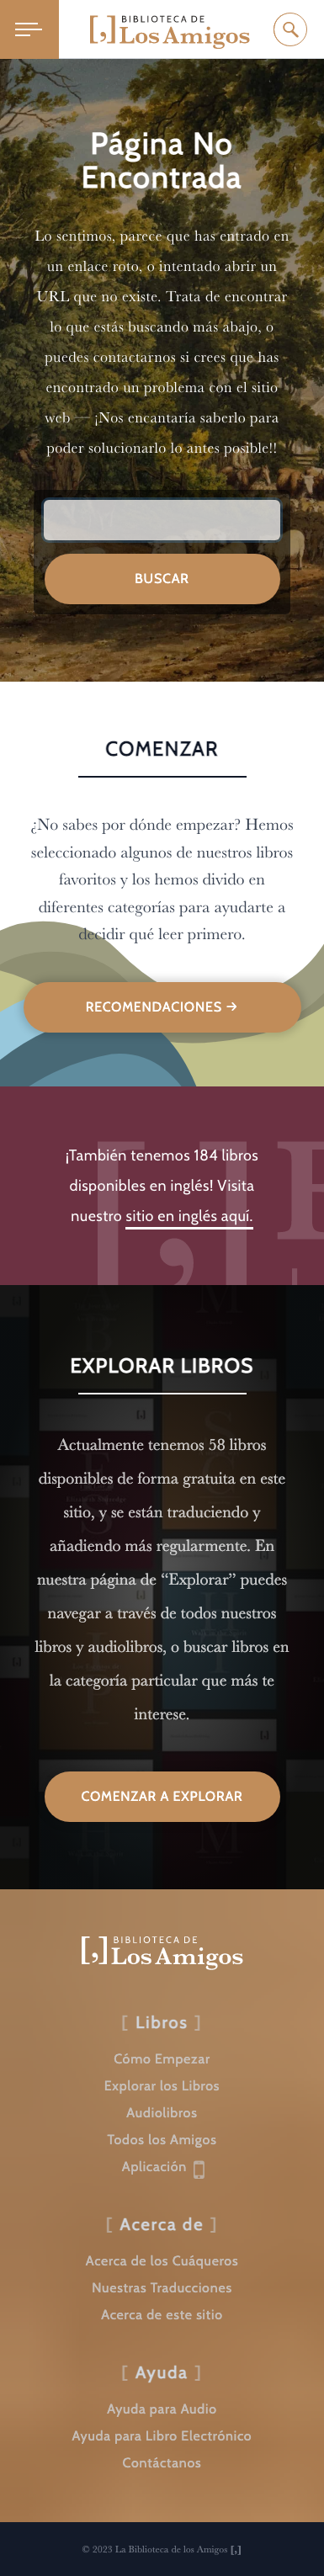 BIBLIOTECA DE
[,] Los Amigos
Página No
Encontrada
Lo sentimos, parece que has entrado en
un enlace roto, o intentado abrir un
URL que no existe. Trata de encontrar
lo que estás buscando más abajo, o
puedes contactarnos si crees que has
encontrado un problema con el sitio
web — ¡Nos encantaría saberlo para
poder solucionarlo lo antes posible!!
BUSCAR
COMENZAR
¿No sabes por dónde empezar? Hemos
seleccionado algunos de nuestros libros
favoritos y los hemos divido en
diferentes categorías para ayudarte a
decidir qué leer primero.
RECOMENDACIONES →
¡También tenemos 184 libros
disponibles en inglés! Visita
nuestro sitio en inglés aquí.
EXPLORAR LIBROS
Actualmente tenemos 58 libros
disponibles de forma gratuita en este
sitio, y se están traduciendo y
añadiendo más regularmente. En
nuestra página de “Explorar” puedes
navegar a través de todos nuestros
libros y audiolibros, o buscar libros en
la categoría particular que más te
interese.
COMENZAR A EXPLORAR
BIBLIOTECA DE
[,] Los Amigos
[ Libros ]
Cómo Empezar
Explorar los Libros
Audiolibros
Todos los Amigos
Aplicación
[ Acerca de ]
Acerca de los Cuáqueros
Nuestras Traducciones
Acerca de este sitio
[ Ayuda ]
Ayuda para Audio
Ayuda para Libro Electrónico
Contáctanos
© 2023 La Biblioteca de los Amigos [,]